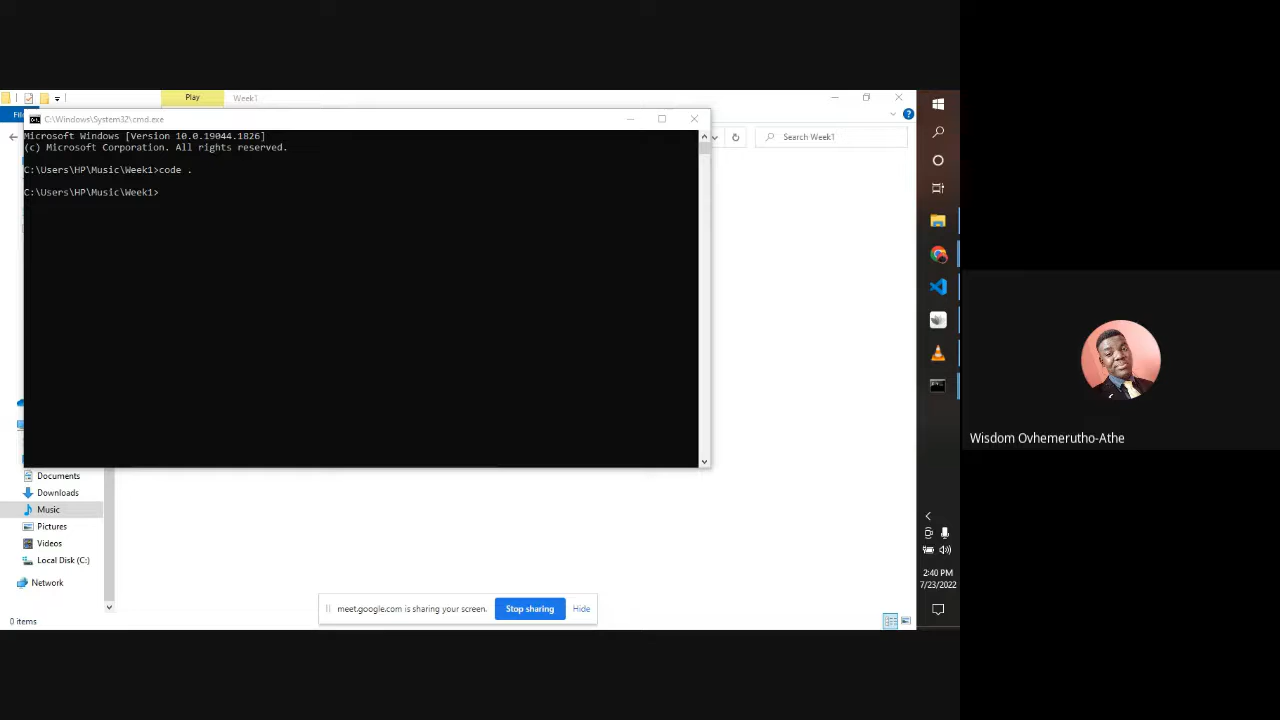 Play
Week1
Fil
C:\Windows\System32\cmd.exe
Search Week1
Microsoft Windows [Version 10.0.19044.1826]
(c) Microsoft Corporation. All rights reserved.
C:\Users\HP\Music\Week1>code .
C:\Users\HP\Music\Week1>
Documents
Downloads
Music
Pictures
Videos
Local Disk (C:)
Network
0 items
meet.google.com is sharing your screen.
Stop sharing
Hide
2:40 PM
7/23/2022
Wisdom Ovhemerutho-Athe